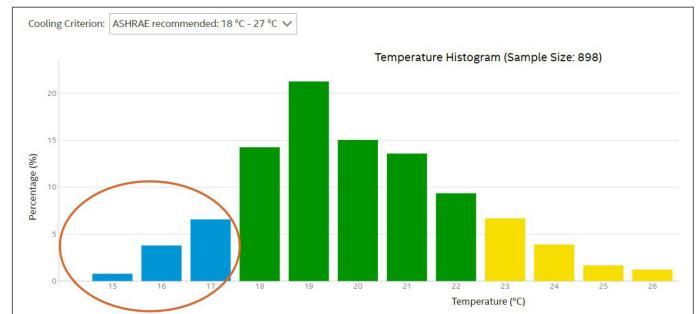 Cooling Criterion: ASHRAE recommended: 18 °C - 27 °C
Temperature Histogram (Sample Size: 898)
Percentage (%)
20
15
10
5
0
15 16 17 18 19 20 21 22 23 24 25 26
Temperature (°C)